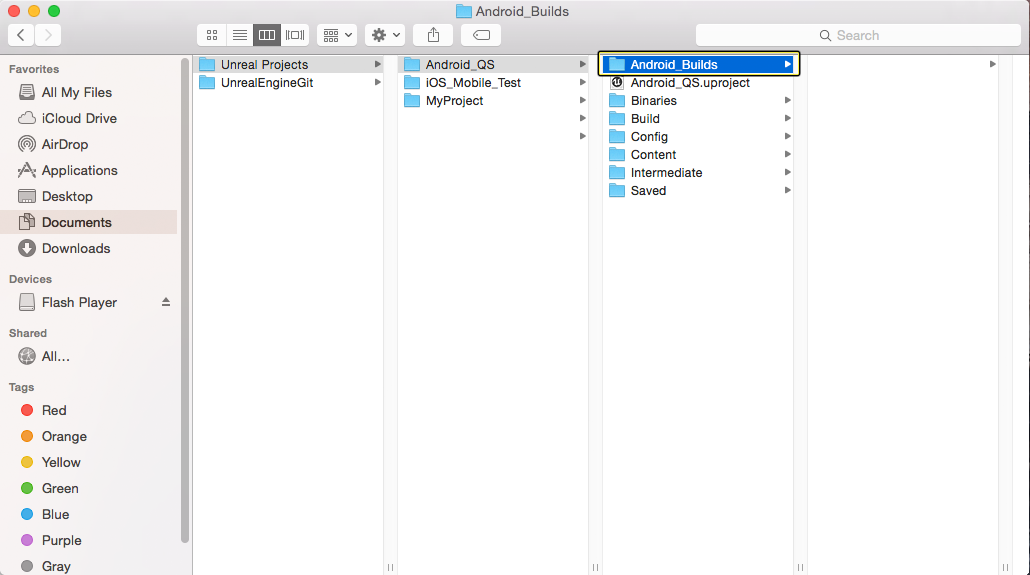 Android_Builds
Search
Favorites
All My Files
iCloud Drive
AirDrop
Applications
Desktop
Documents
Downloads
Devices
Flash Player
Shared
All...
Tags
Red
Orange
Yellow
Green
Blue
Purple
Gray
Unreal Projects
UnrealEngineGit
Android_QS
iOS_Mobile_Test
MyProject
Android_Builds
Android_QS.uproject
Binaries
Build
Config
Content
Intermediate
Saved